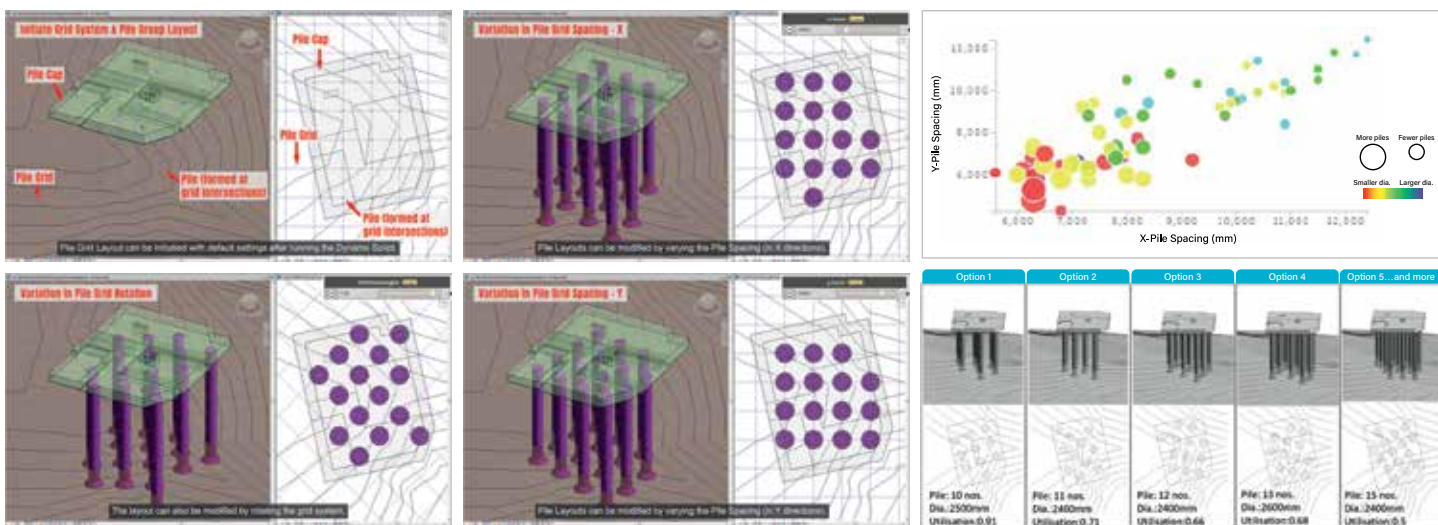 Initiate Grid System & Pile Group Layout
Pile Cap
Pile Cap
Pile Grid
Pile Grid
Pile (formed at
grid intersections)
Pile (formed at
grid intersections)
Pile Grid Layout can be initiated with default settings after running the Dynamo Script.
Variation in Pile Grid Spacing - X
Pile Layouts can be modified by varying the Pile Spacing (in X directions).
Y-Pile Spacing (mm)
10,000
8,000
6,000
6,000
7,000
8,000
9,000
10,000
11,000
12,000
X-Pile Spacing (mm)
More piles
Fewer piles
Smaller dia.
Larger dia.
Variation in Pile Grid Rotation
The layout can also be modified by rotating the grid system.
Variation in Pile Grid Spacing - Y
Pile Layouts can be modified by varying the Pile Spacing (in Y directions).
Option 1
Option 2
Option 3
Option 4
Option 5...and more
Pile: 10 nos.
Dia.:2500mm
Utilisation:0.91
Pile: 11 nos.
Dia.:2400mm
Utilisation:0.71
Pile: 12 nos.
Dia.:2400mm
Utilisation:0.66
Pile: 13 nos.
Dia.:2600mm
Utilisation:0.68
Pile: 15 nos.
Dia.:2400mm
Utilisation:0.5